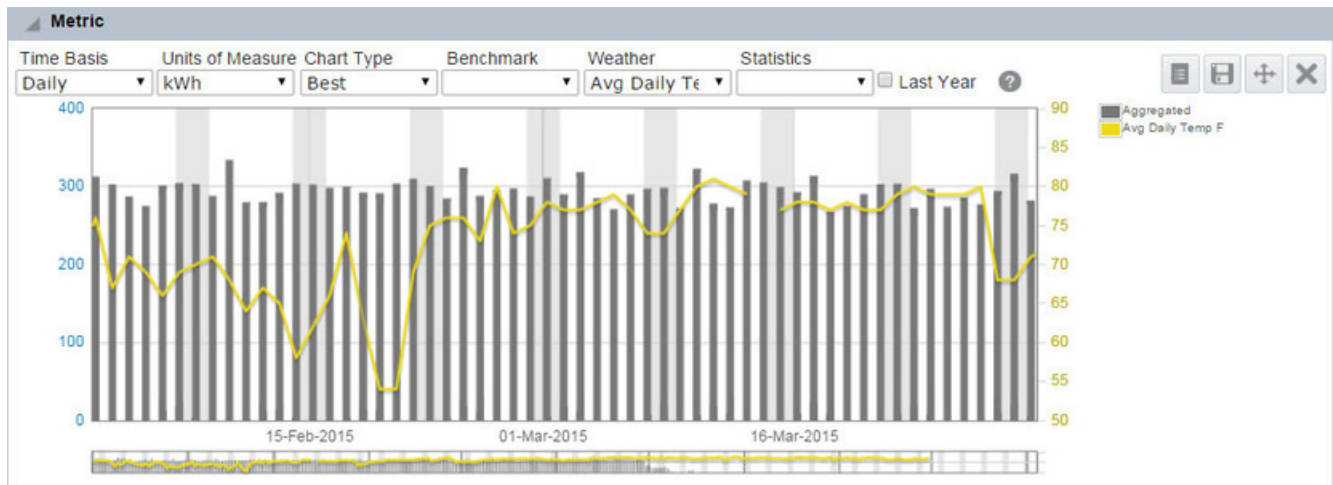 Metric
Time Basis Units of Measure Chart Type Benchmark Weather Statistics
Daily kWh Best Avg Daily Te Last Year ?
400 90 Aggregated
85 Avg Daily Temp F
300 80
75
200 70
65
100 60
55
0 50
15-Feb-2015 01-Mar-2015 16-Mar-2015